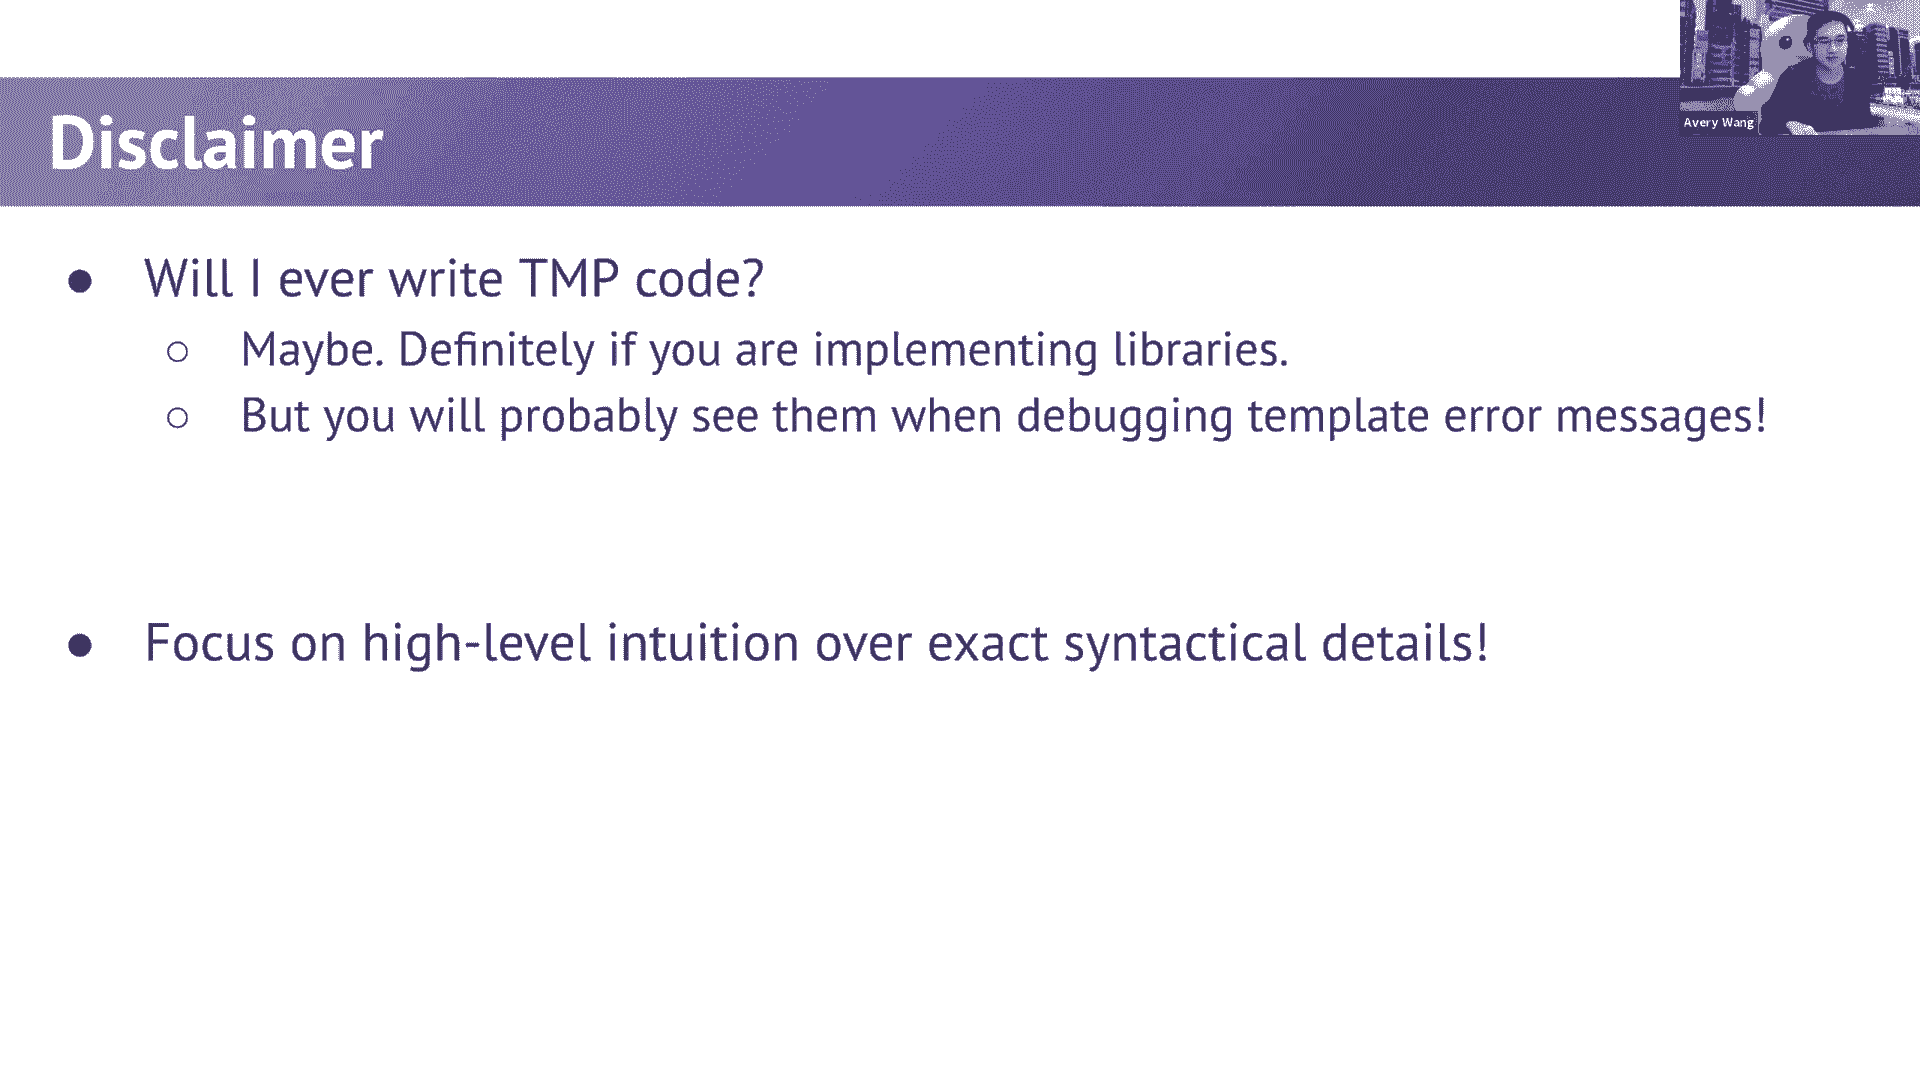 Avery Wang
Disclaimer
● Will I ever write TMP code?
○ Maybe. Definitely if you are implementing libraries.
○ But you will probably see them when debugging template error messages!
● Focus on high-level intuition over exact syntactical details!